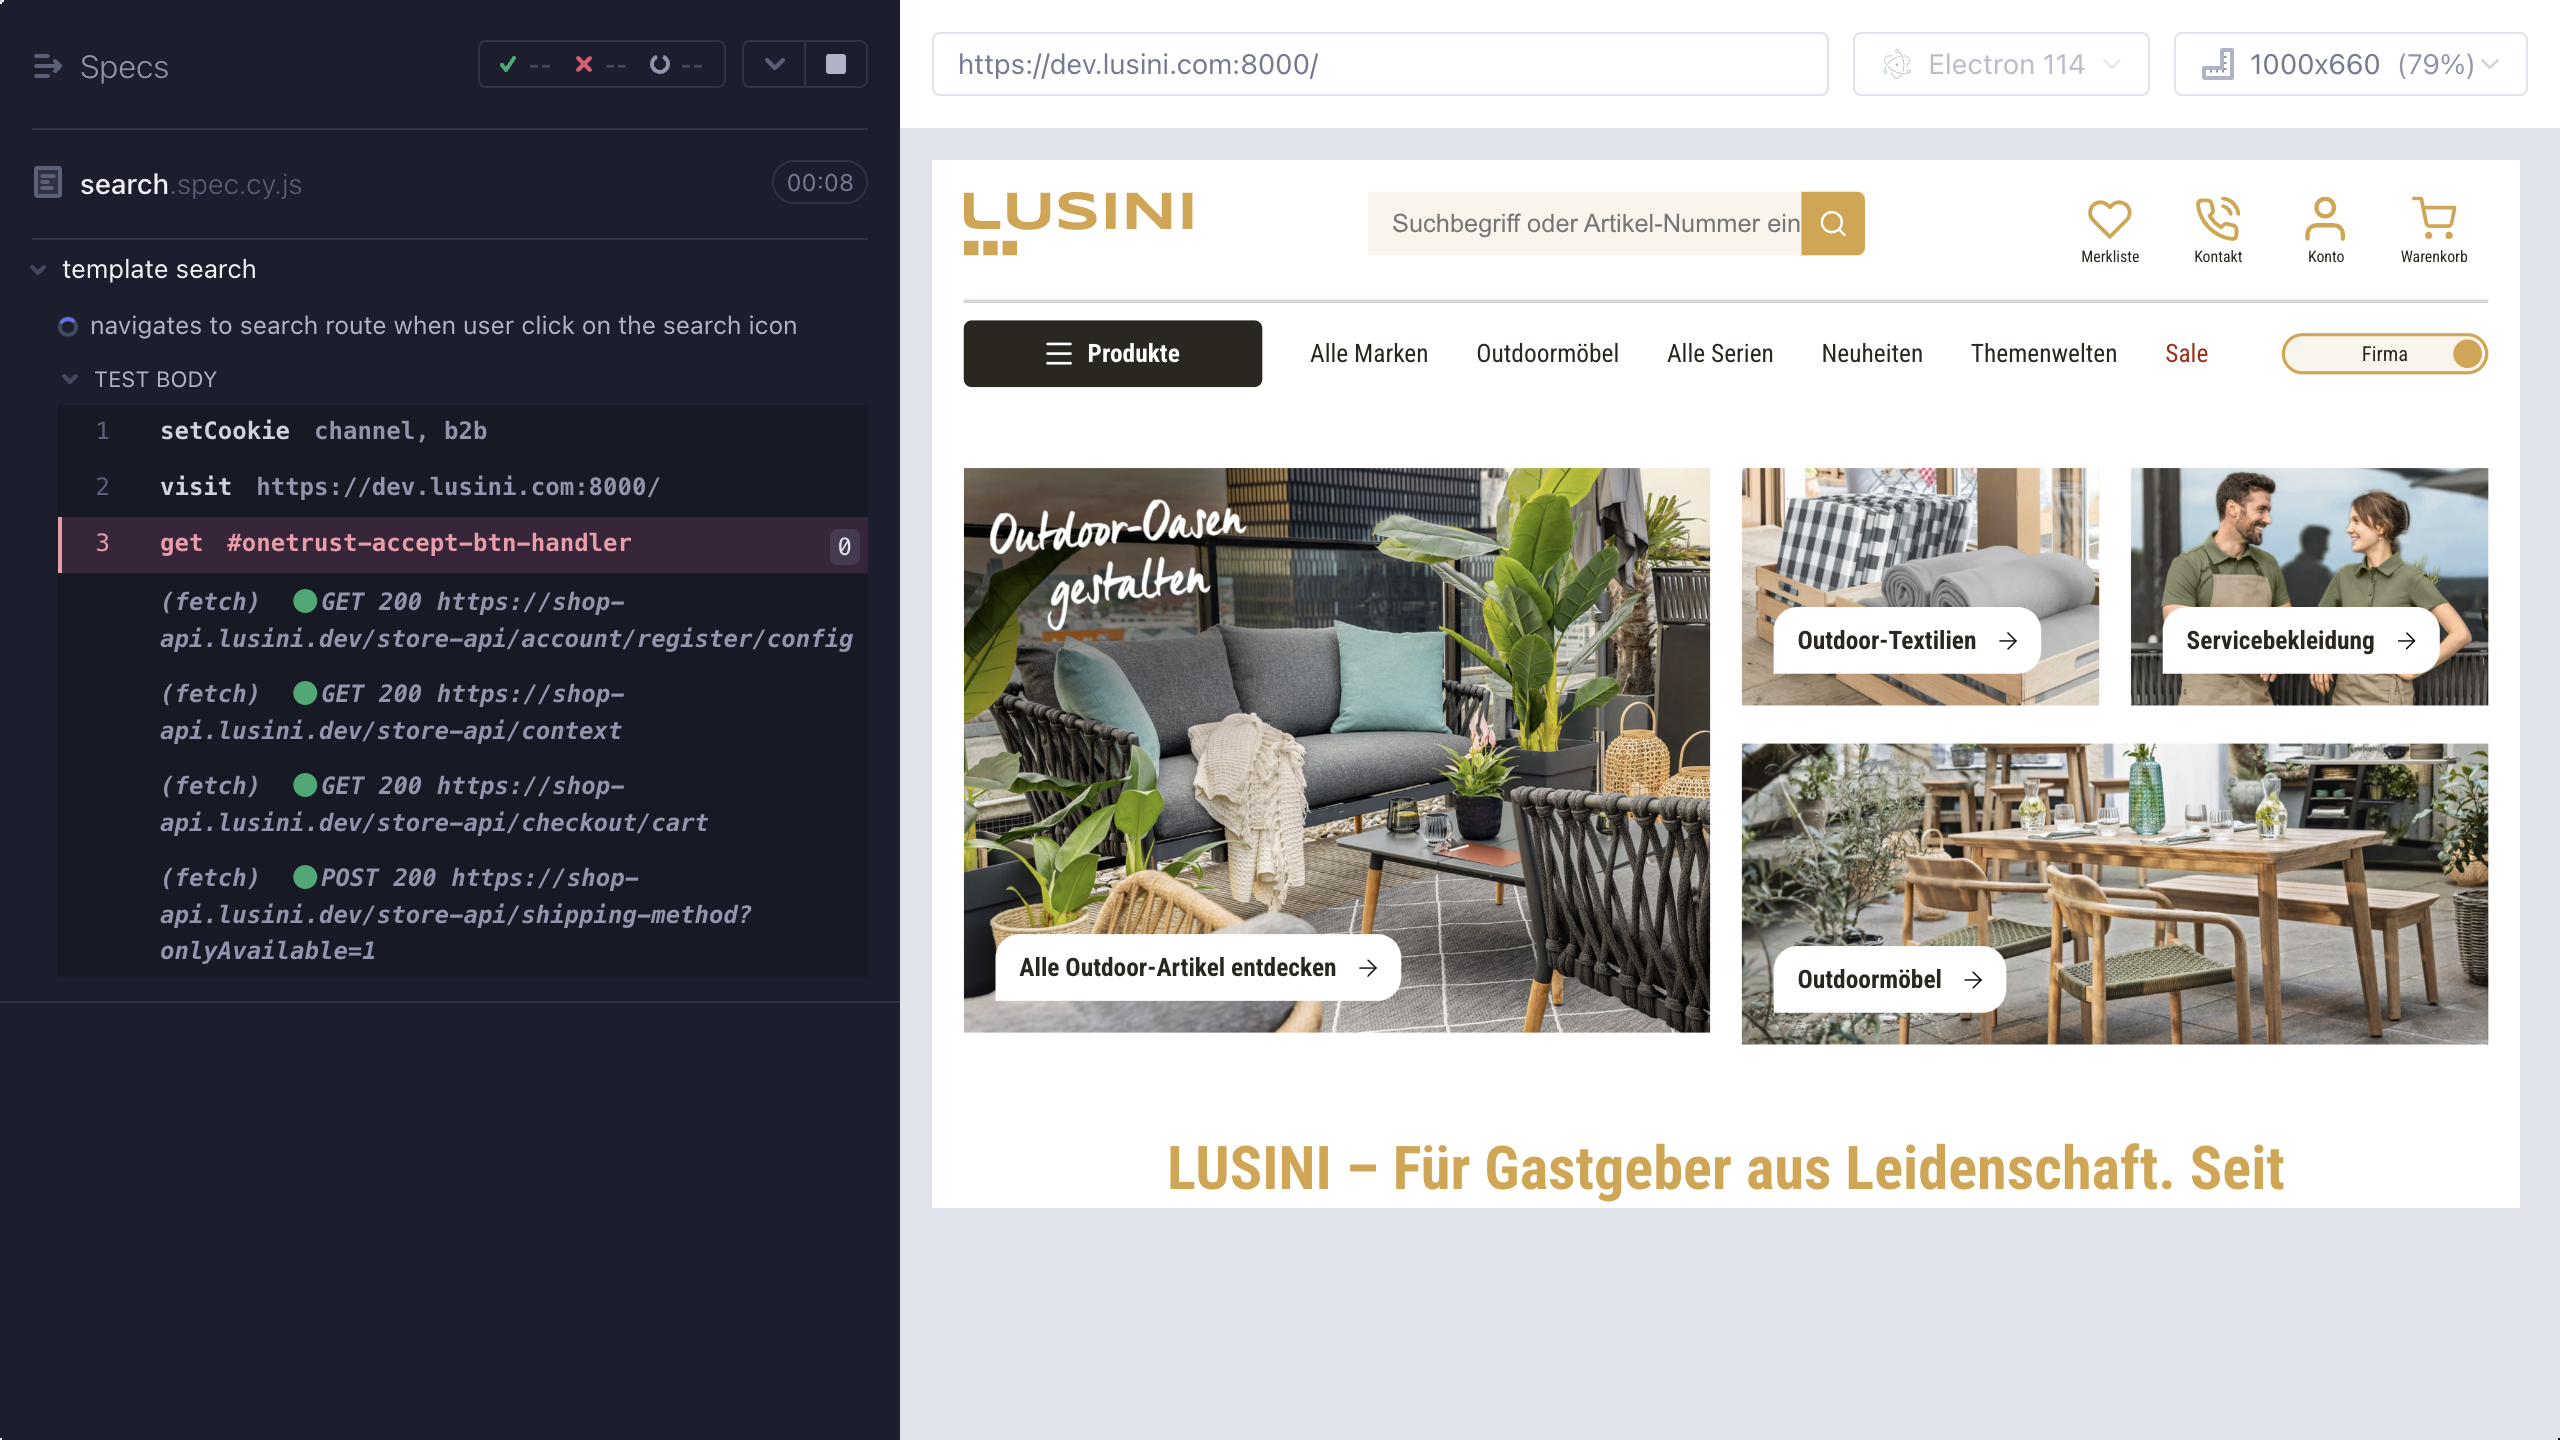 Specs
-- -- --
search.spec.cy.js
00:08
template search
navigates to search route when user click on the search icon
TEST BODY
1 setCookie channel, b2b
2 visit https://dev.lusini.com:8000/
3 get #onetrust-accept-btn-handler 0
(fetch) GET 200 https://shop-
api.lusini.dev/store-api/account/register/config
(fetch) GET 200 https://shop-
api.lusini.dev/store-api/context
(fetch) GET 200 https://shop-
api.lusini.dev/store-api/checkout/cart
(fetch) POST 200 https://shop-
api.lusini.dev/store-api/shipping-method?
onlyAvailable=1
https://dev.lusini.com:8000/
Electron 114
1000x660 (79%)
LUSINI
Suchbegriff oder Artikel-Nummer ein
Merkliste
Kontakt
Konto
Warenkorb
Produkte
Alle Marken
Outdoormöbel
Alle Serien
Neuheiten
Themenwelten
Sale
Firma
Outdoor-Oasen
gestalten
Alle Outdoor-Artikel entdecken
Outdoor-Textilien
Servicebekleidung
Outdoormöbel
LUSINI – Für Gastgeber aus Leidenschaft. Seit